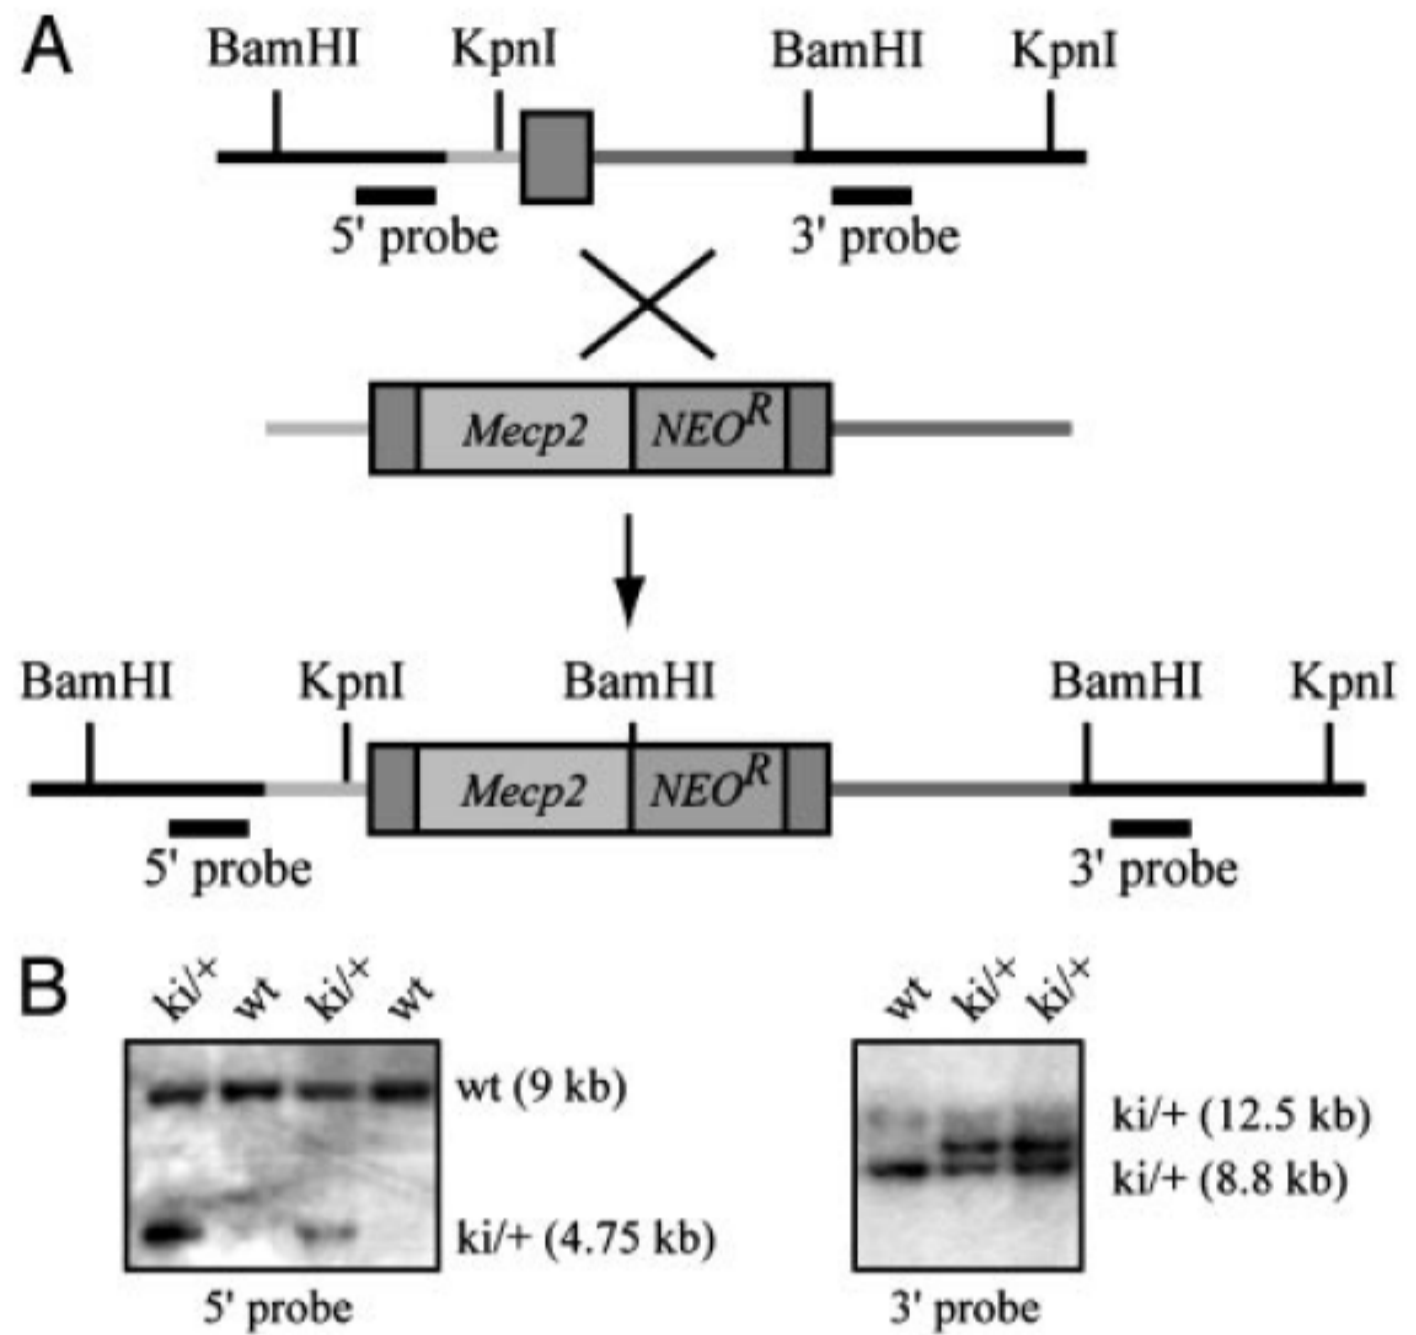 A
BamHI KpnI BamHI KpnI
5' probe 3' probe
Mecp2 NEO^R
BamHI KpnI BamHI BamHI KpnI
Mecp2 NEO^R
5' probe 3' probe
B
ki/+ wt ki/+ wt
wt (9 kb)
ki/+ (4.75 kb)
5' probe
wt ki/+ ki/+
ki/+ (12.5 kb)
ki/+ (8.8 kb)
3' probe